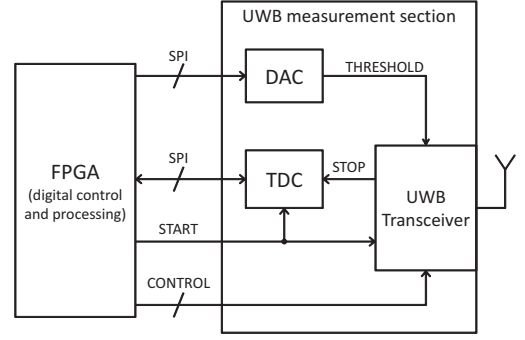 UWB measurement section
SPI
DAC
THRESHOLD
FPGA
(digital control
and processing)
SPI
TDC
STOP
UWB
Transceiver
START
CONTROL